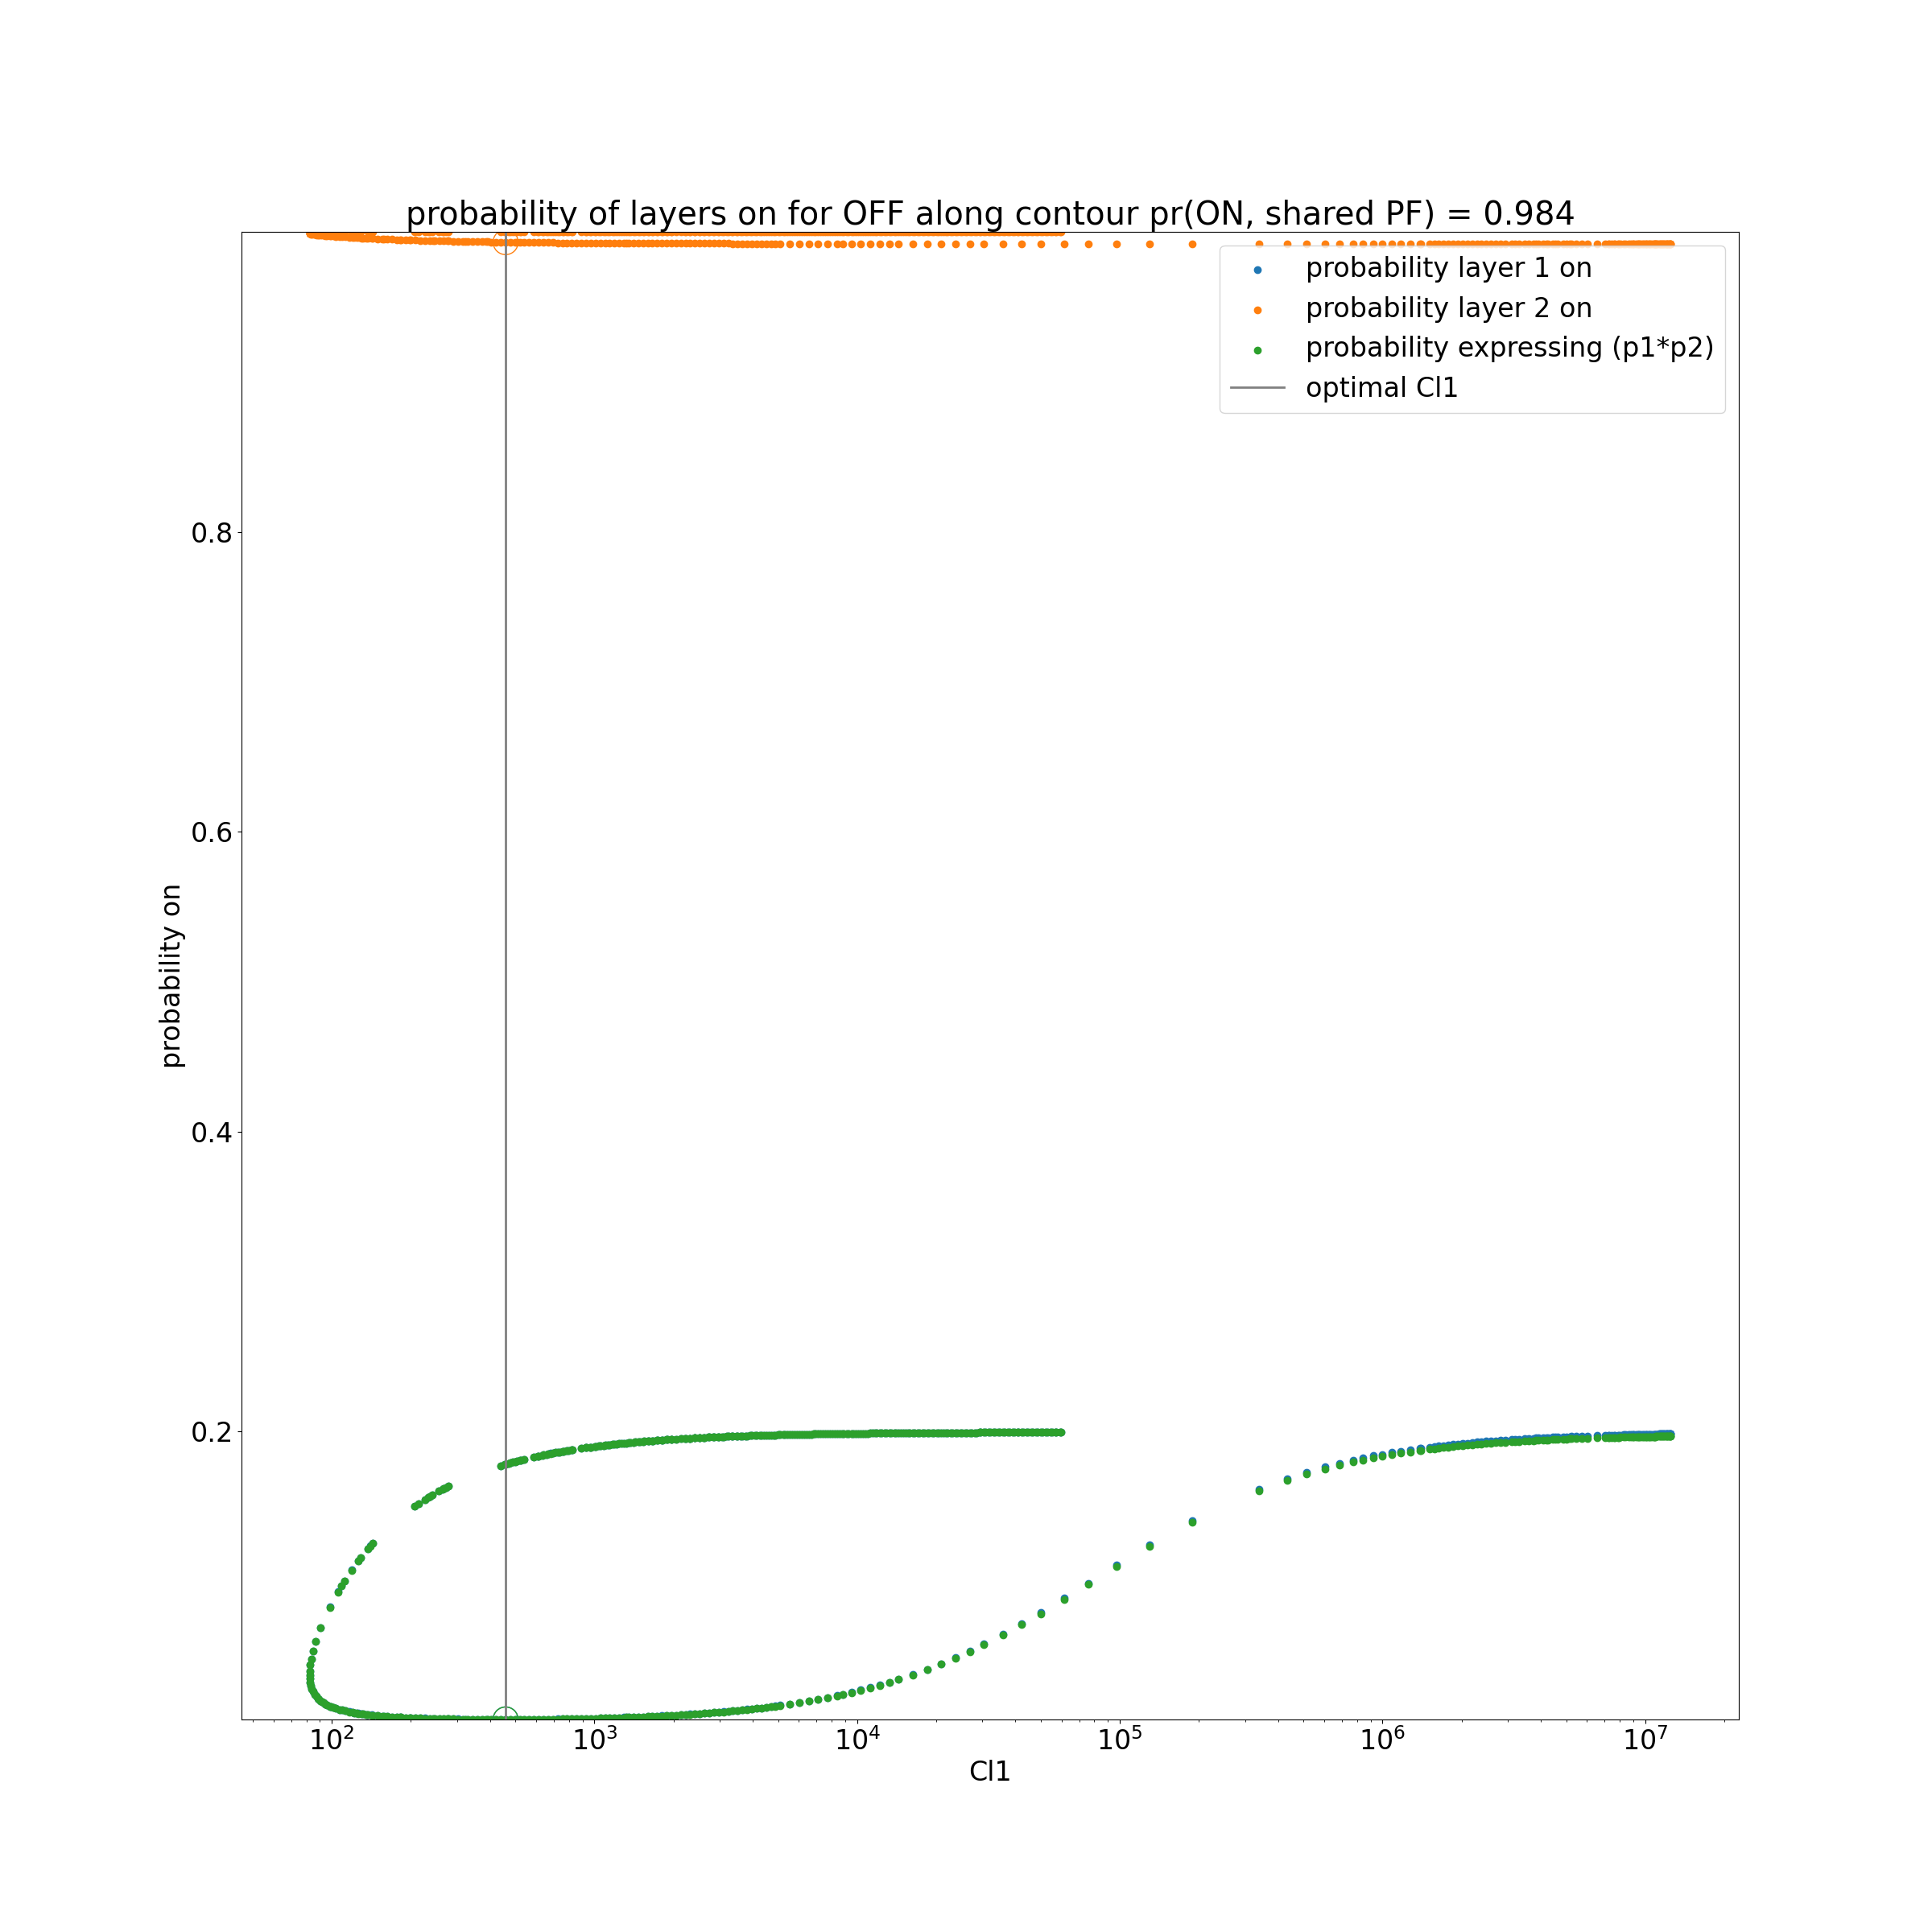 probability of layers on for OFF along contour pr(ON, shared PF) = 0.984
probability layer 1 on
probability layer 2 on
probability expressing (p1*p2)
optimal Cl1
0.8
0.6
0.4
0.2
probability on
10² 10³ 10⁴ 10⁵ 10⁶ 10⁷
Cl1